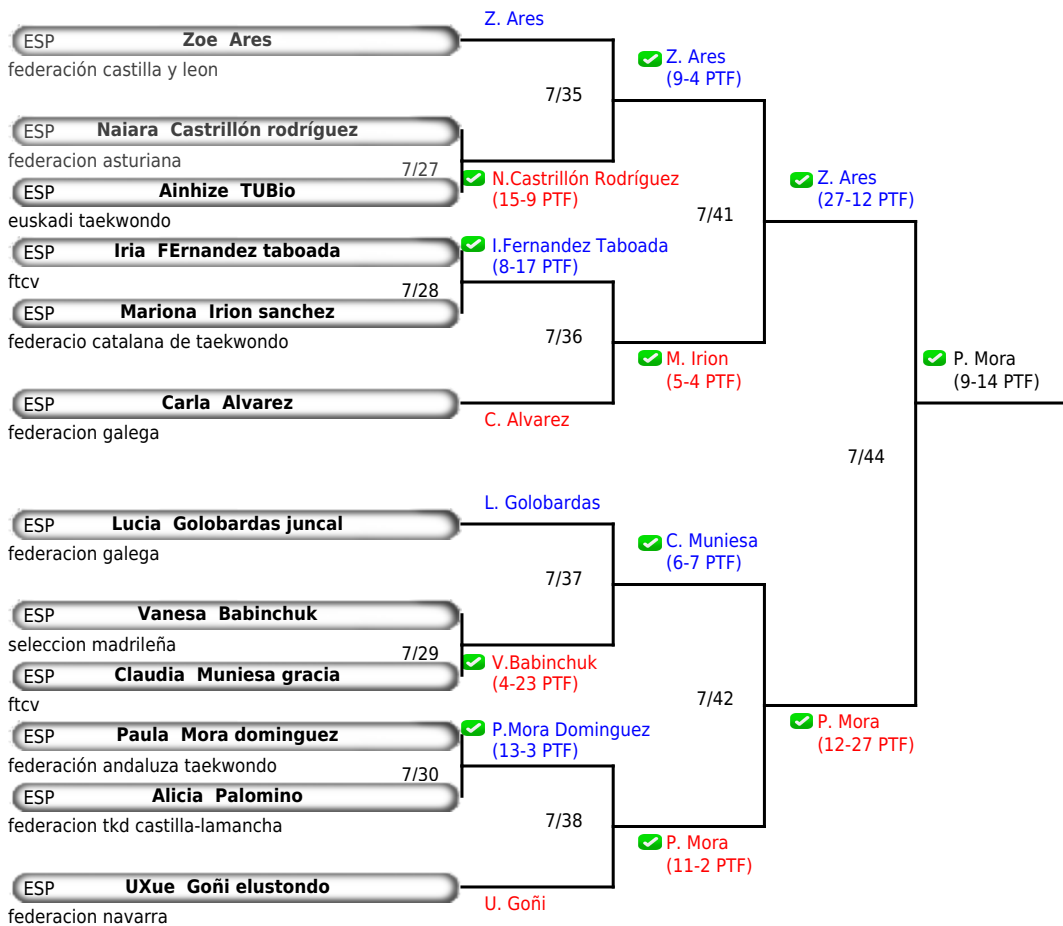 Z. Ares
ESP Zoe Ares
federación castilla y leon
7/35
Z. Ares
(9-4 PTF)
ESP Naiara Castrillón rodríguez
federacion asturiana
7/27
ESP Ainhize TUBio
euskadi taekwondo
N.Castrillón Rodríguez
(15-9 PTF)
7/41
Z. Ares
(27-12 PTF)
ESP Iria FErnandez taboada
ftcv
I.Fernandez Taboada
(8-17 PTF)
7/28
ESP Mariona Irion sanchez
federacio catalana de taekwondo
7/36
M. Irion
(5-4 PTF)
P. Mora
(9-14 PTF)
ESP Carla Alvarez
federacion galega
C. Alvarez
7/44
L. Golobardas
ESP Lucia Golobardas juncal
federacion galega
7/37
C. Muniesa
(6-7 PTF)
ESP Vanesa Babinchuk
seleccion madrileña
7/29
ESP Claudia Muniesa gracia
ftcv
V.Babinchuk
(4-23 PTF)
7/42
P. Mora
(12-27 PTF)
ESP Paula Mora dominguez
federación andaluza taekwondo
P.Mora Dominguez
(13-3 PTF)
7/30
ESP Alicia Palomino
federacion tkd castilla-lamancha
7/38
P. Mora
(11-2 PTF)
ESP UXue Goñi elustondo
federacion navarra
U. Goñi